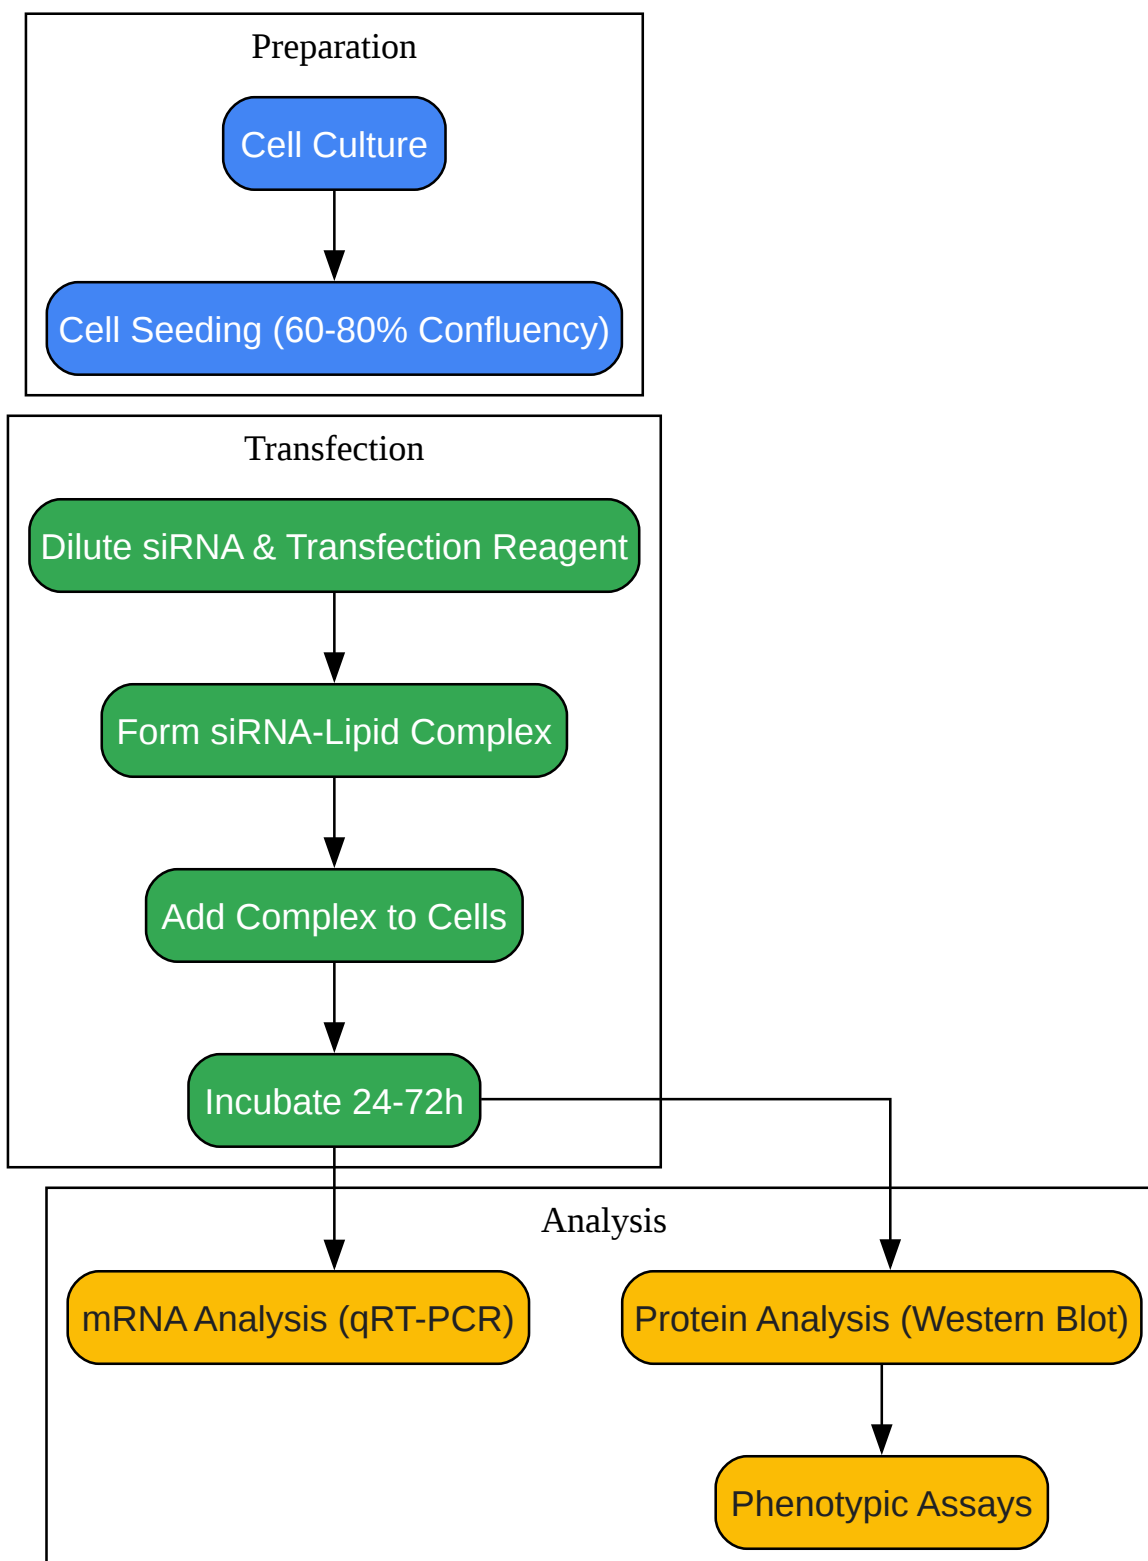 Preparation
Cell Culture
Cell Seeding (60-80% Confluency)
Transfection
Dilute siRNA & Transfection Reagent
Form siRNA-Lipid Complex
Add Complex to Cells
Incubate 24-72h
Analysis
mRNA Analysis (qRT-PCR)
Protein Analysis (Western Blot)
Phenotypic Assays